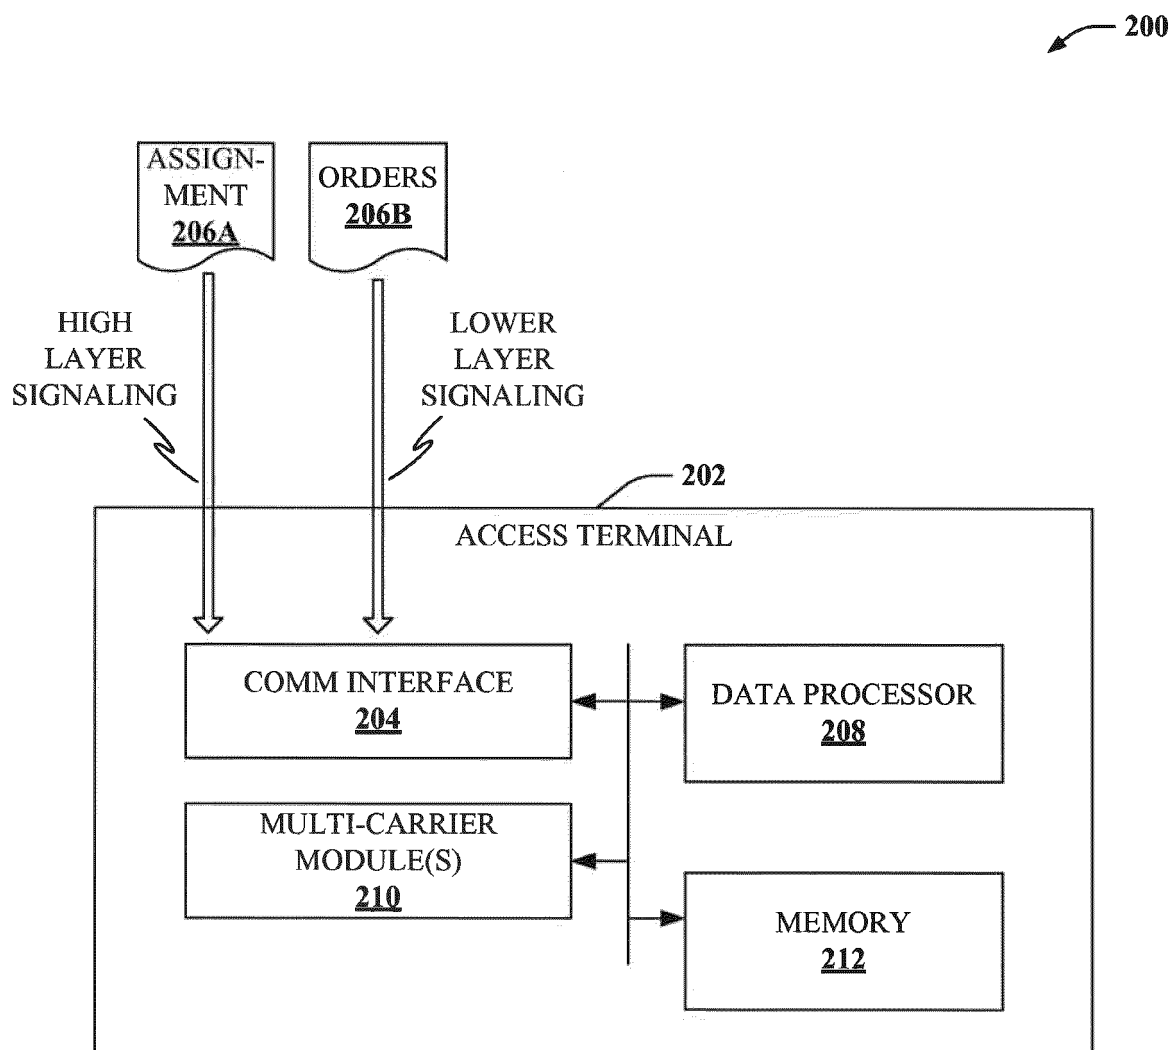 200
ASSIGN-
MENT
206A
ORDERS
206B
HIGH
LAYER
SIGNALING
LOWER
LAYER
SIGNALING
202
ACCESS TERMINAL
COMM INTERFACE
204
DATA PROCESSOR
208
MULTI-CARRIER
MODULE(S)
210
MEMORY
212